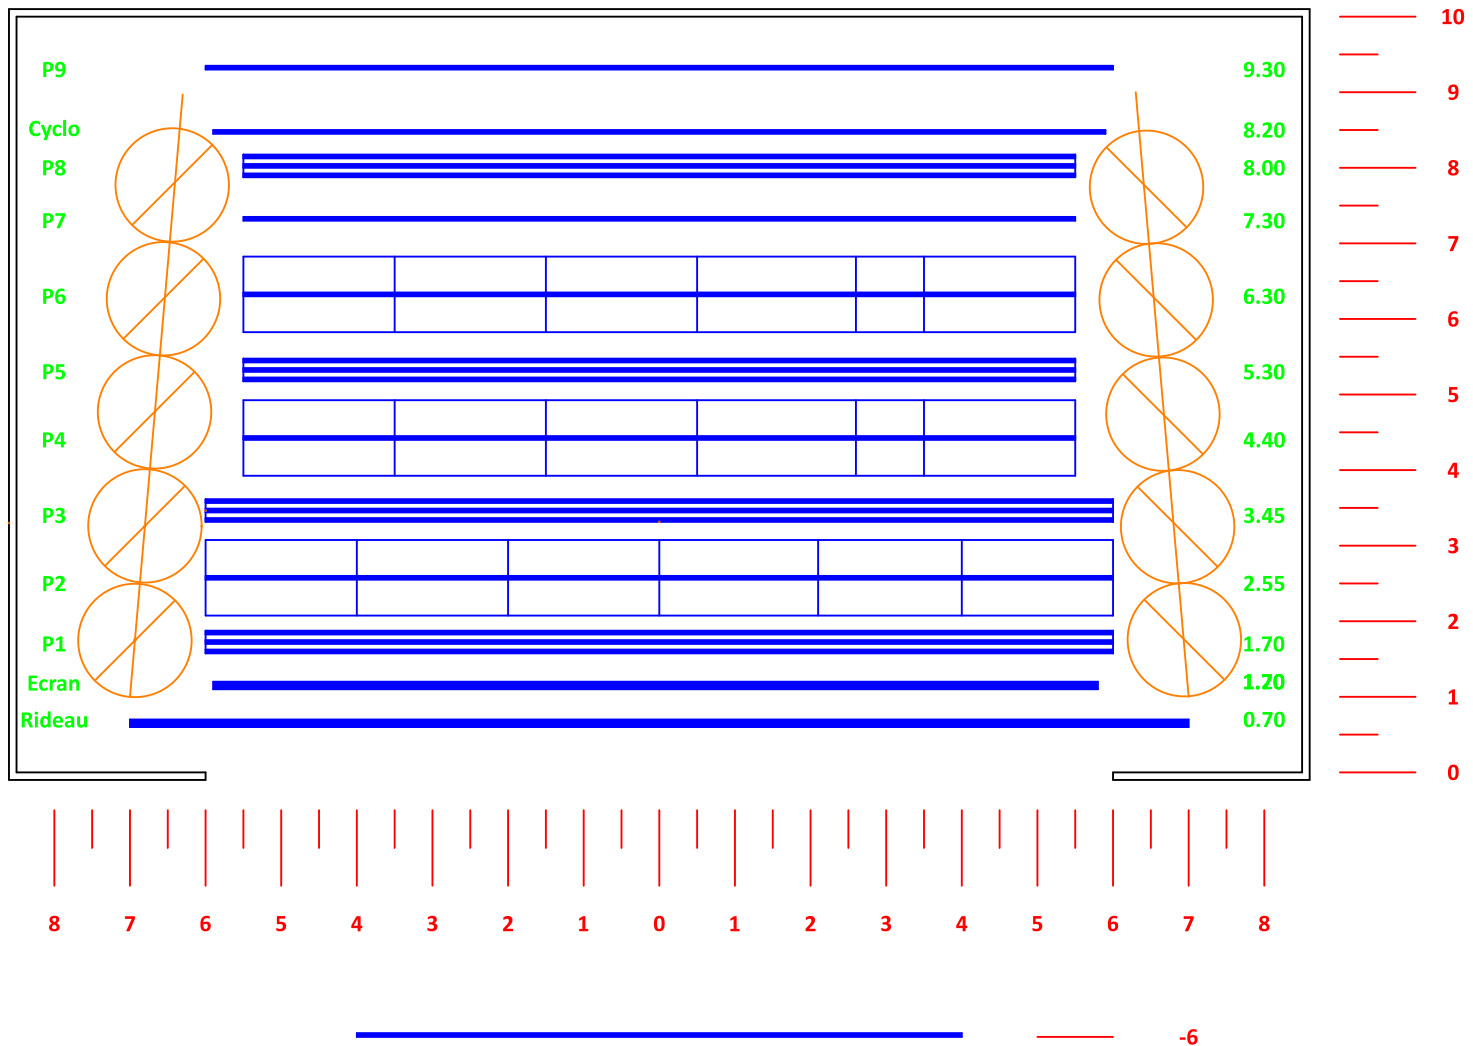 10
P9 9.30
9
Cyclo 8.20
P8 8.00 8
P7 7.30
7
P6 6.30
6
P5 5.30
5
P4 4.40
4
P3 3.45
3
P2 2.55
2
P1 1.70
Ecran 1.20
1
Rideau 0.70
0
8 7 6 5 4 3 2 1 0 1 2 3 4 5 6 7 8
-6